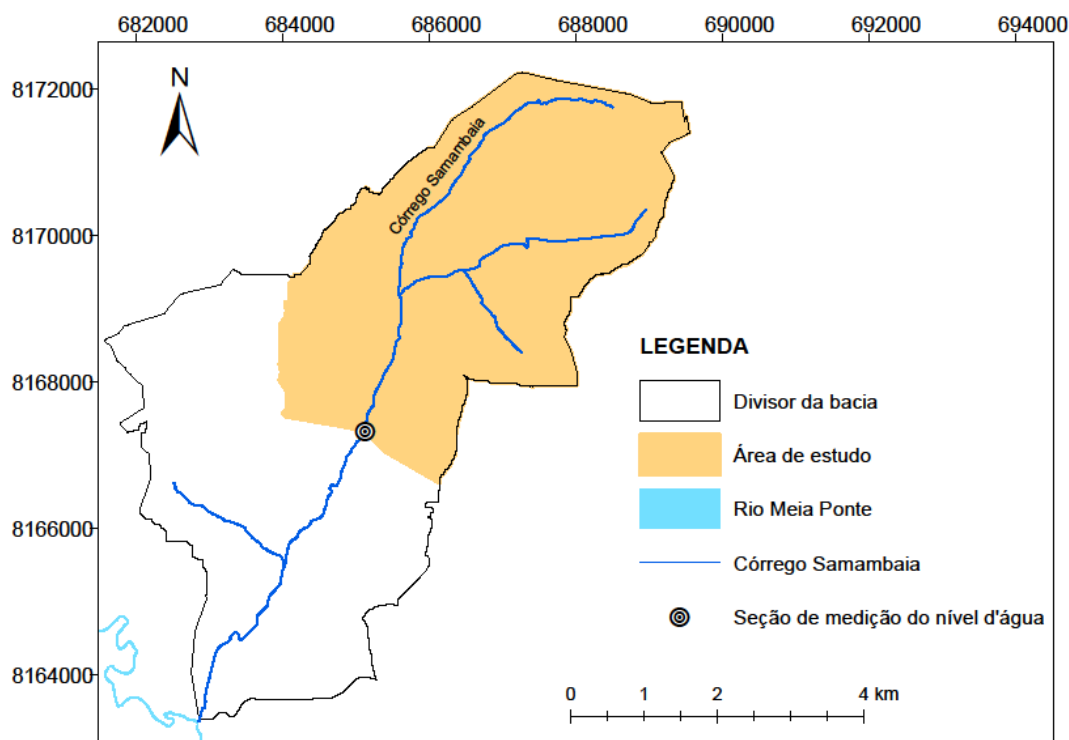 682000 684000 686000 688000 690000 692000 694000
8172000
8170000
8168000
8166000
8164000
N
Córrego Samambaia
LEGENDA
Divisor da bacia
Área de estudo
Rio Meia Ponte
Córrego Samambaia
Seção de medição do nível d'água
0 1 2 4 km